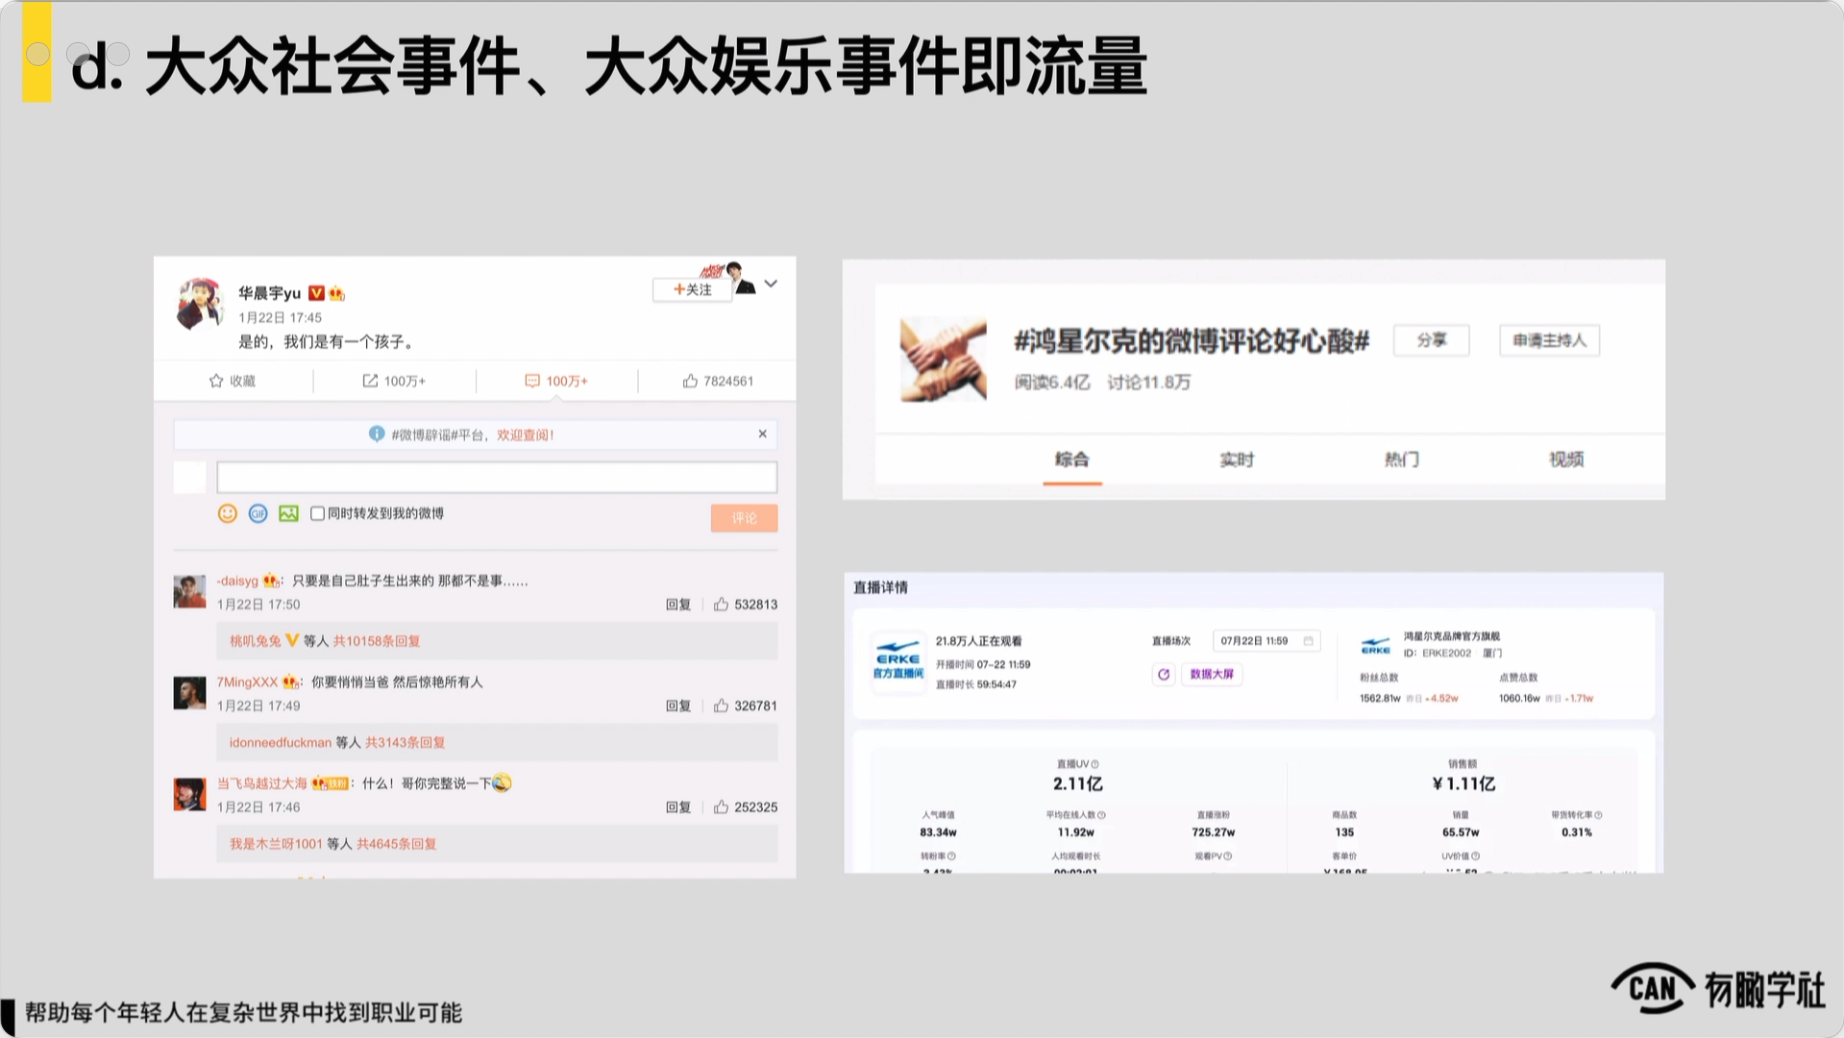 d. 大众社会事件、大众娱乐事件即流量
华晨宇yu
+关注
1月22日 17:45
是的，我们是有一个孩子。
收藏
100万+
100万+
7824561
#微博辟谣#平台，欢迎查阅！
同时转发到我的微博
评论
-daisyg：只要是自己肚子生出来的 那都不是事……
1月22日 17:50 回复 532813
桃叽兔兔 等人 共10158条回复
7MingXXX：你要悄悄当爸 然后惊艳所有人
1月22日 17:49 回复 326781
idonneedfuckman 等人 共3143条回复
当飞鸟越过大海：什么！哥你完整说一下
1月22日 17:46 回复 252325
我是木兰呀1001 等人 共4645条回复
#鸿星尔克的微博评论好心酸#
分享
申请主持人
阅读6.4亿 讨论11.8万
综合 实时 热门 视频
直播详情
ERKE
官方直播间
21.8万人正在观看
开播时间 07-22 11:59
直播时长 59:54:47
直播场次 07月22日 11:59
数据大屏
ERKE
鸿星尔克品牌官方旗舰
ID：ERKE2002 厦门
粉丝总数 点赞总数
1562.81w 昨日 +4.52w 1060.16w 昨日 +1.71w
直播UV
2.11亿
人气峰值 平均在线人数 直播涨粉
83.34w 11.92w 725.27w
转粉率 人均观看时长 观看PV
销售额
¥1.11亿
商品数 销量 带货转化率
135 65.57w 0.31%
客单价 UV价值
帮助每个年轻人在复杂世界中找到职业可能
CAN 有瞰学社